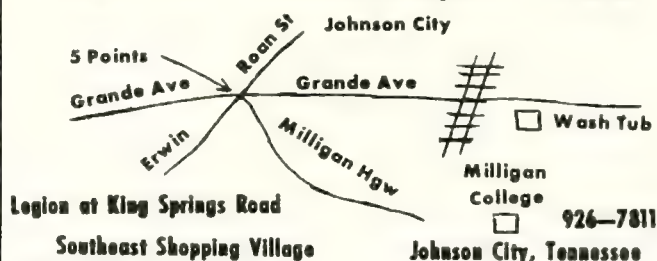 Roan St
Johnson City
5 Points
Grande Ave
Grande Ave
Wash Tub
Erwin
Milligan Hgw
Milligan
College
Legion at King Springs Road
926—7811
Southeast Shopping Village
Johnson City, Tennessee